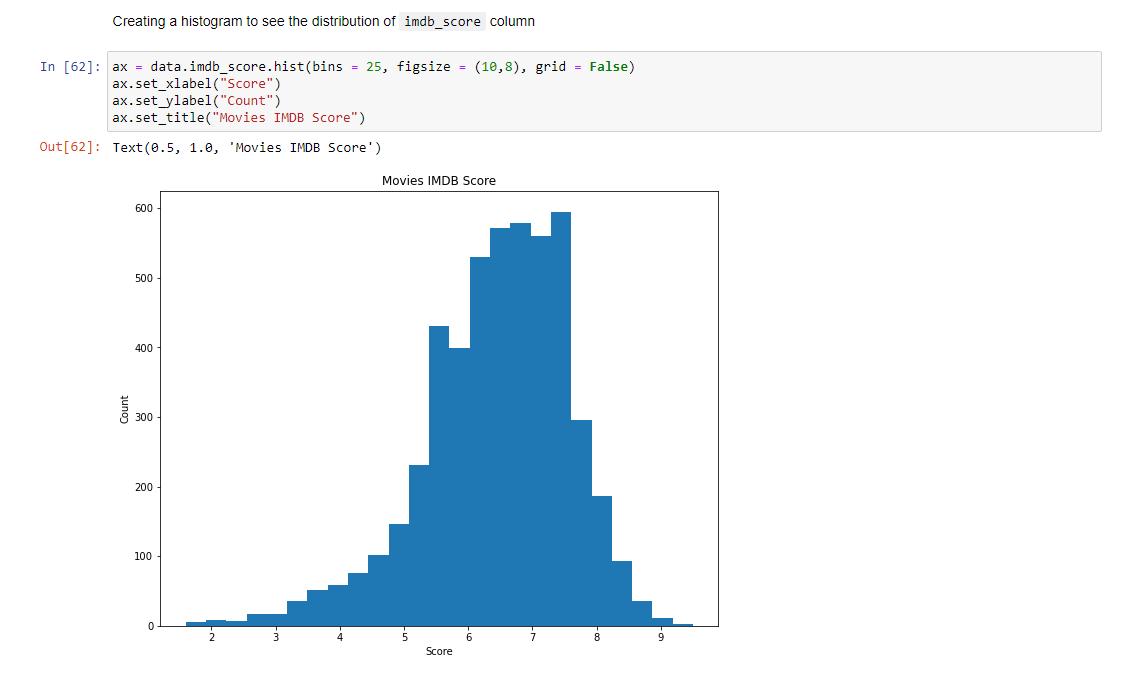 Creating a histogram to see the distribution of imdb_score column
In [62]: ax = data.imdb_score.hist(bins = 25, figsize = (10,8), grid = False)
ax.set_xlabel("Score")
ax.set_ylabel("Count")
ax.set_title("Movies IMDB Score")
Out[62]: Text(0.5, 1.0, 'Movies IMDB Score')
Movies IMDB Score
600
500
400
Count
300
200
100
0
2 3 4 5 6 7 8 9
Score